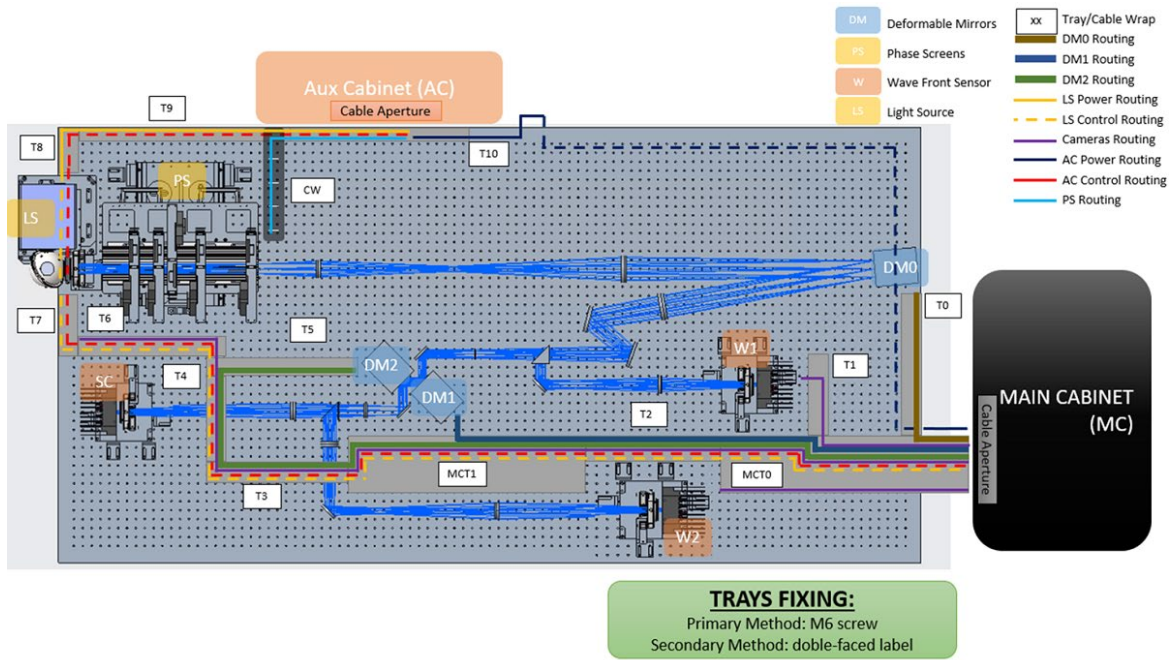 DM
Deformable Mirrors
PS
Phase Screens
W
Wave Front Sensor
LS
Light Source
xx
Tray/Cable Wrap
DM0 Routing
DM1 Routing
DM2 Routing
LS Power Routing
LS Control Routing
Cameras Routing
AC Power Routing
AC Control Routing
PS Routing
Aux Cabinet (AC)
Cable Aperture
T9
T8
T10
PS
CW
LS
DM0
T7
T6
T5
T0
W1
DM2
T1
SC
T4
DM1
T2
MAIN CABINET
(MC)
Cable Aperture
MCT1
MCT0
T3
W2
TRAYS FIXING:
Primary Method: M6 screw
Secondary Method: doble-faced label